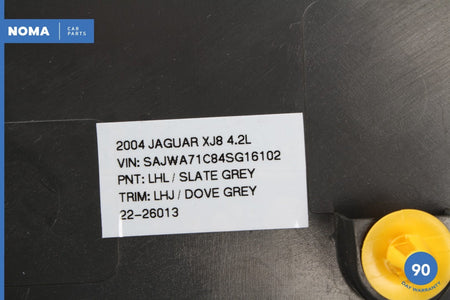 NOMA CAR
PARTS
2004 JAGUAR XJ8 4.2L
VIN: SAJWA71C84SG16102
PNT: LHL / SLATE GREY
TRIM: LHJ / DOVE GREY
22-26013
90
DAY WARRANTY